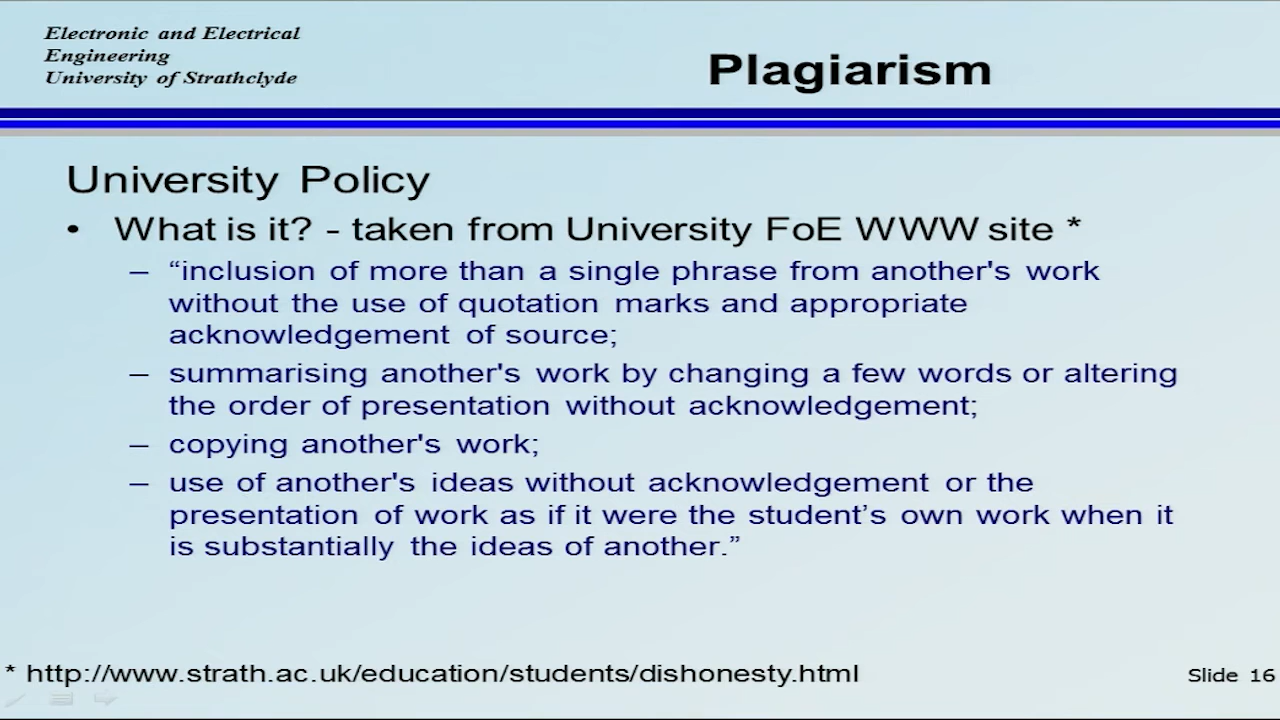 Electronic and Electrical
Engineering
University of Strathclyde
Plagiarism
University Policy
• What is it? - taken from University FoE WWW site *
– “inclusion of more than a single phrase from another's work
without the use of quotation marks and appropriate
acknowledgement of source;
– summarising another's work by changing a few words or altering
the order of presentation without acknowledgement;
– copying another's work;
– use of another's ideas without acknowledgement or the
presentation of work as if it were the student’s own work when it
is substantially the ideas of another.”
* http://www.strath.ac.uk/education/students/dishonesty.html
Slide 16